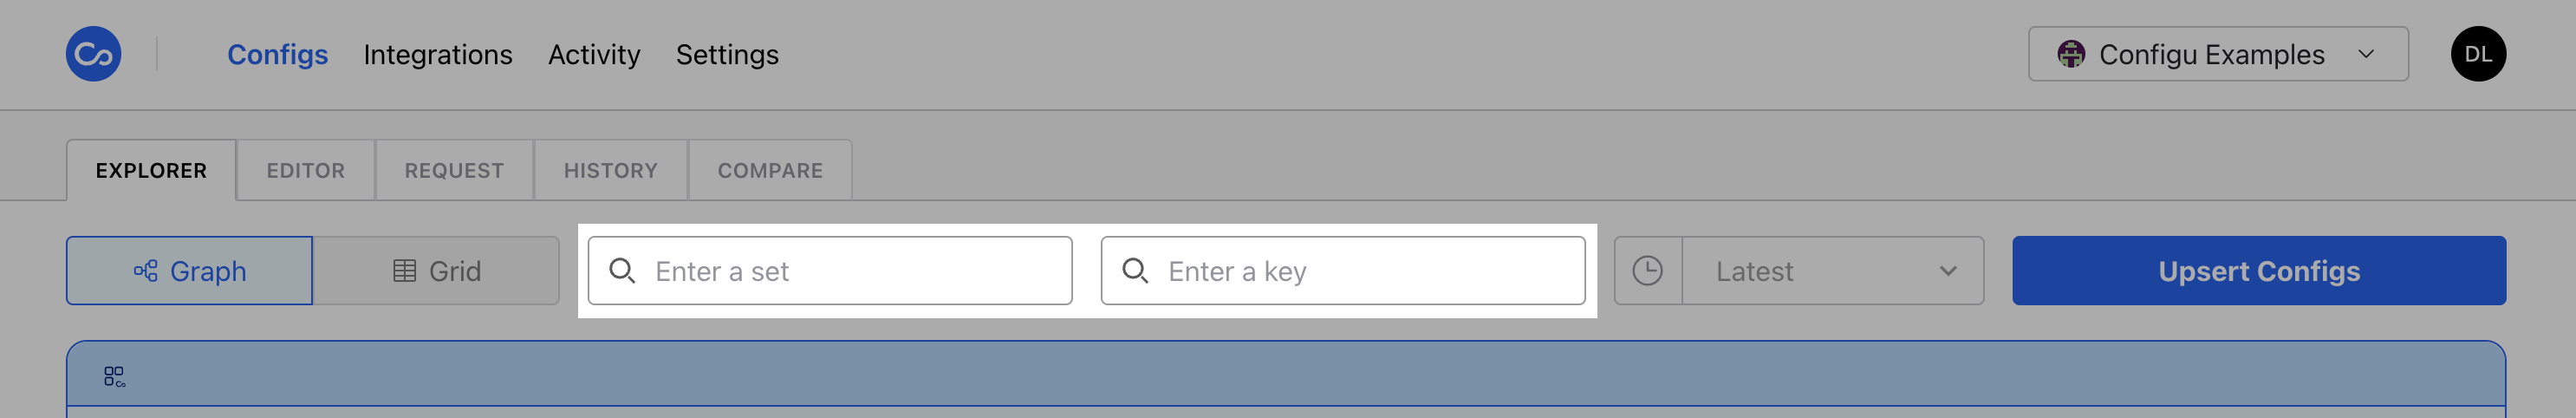 Configs Integrations Activity Settings Configu Examples DL
EXPLORER EDITOR REQUEST HISTORY COMPARE
Graph Grid Enter a set Enter a key Latest Upsert Configs
Co